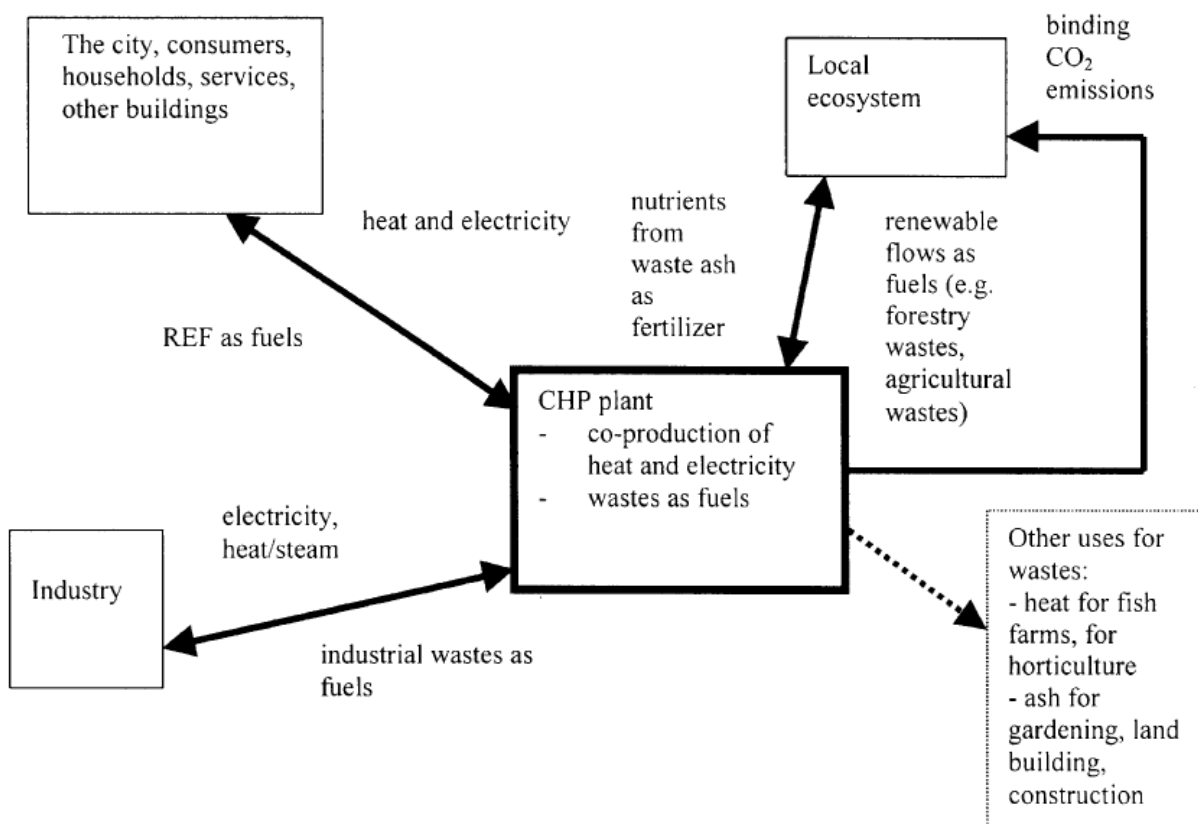 The city, consumers,
households, services,
other buildings
Local
ecosystem
binding
CO₂
emissions
heat and electricity
nutrients
from
waste ash
as
fertilizer
renewable
flows as
fuels (e.g.
forestry
wastes,
agricultural
wastes)
REF as fuels
CHP plant
- co-production of
heat and electricity
- wastes as fuels
electricity,
heat/steam
Industry
industrial wastes as
fuels
Other uses for
wastes:
- heat for fish
farms, for
horticulture
- ash for
gardening, land
building,
construction